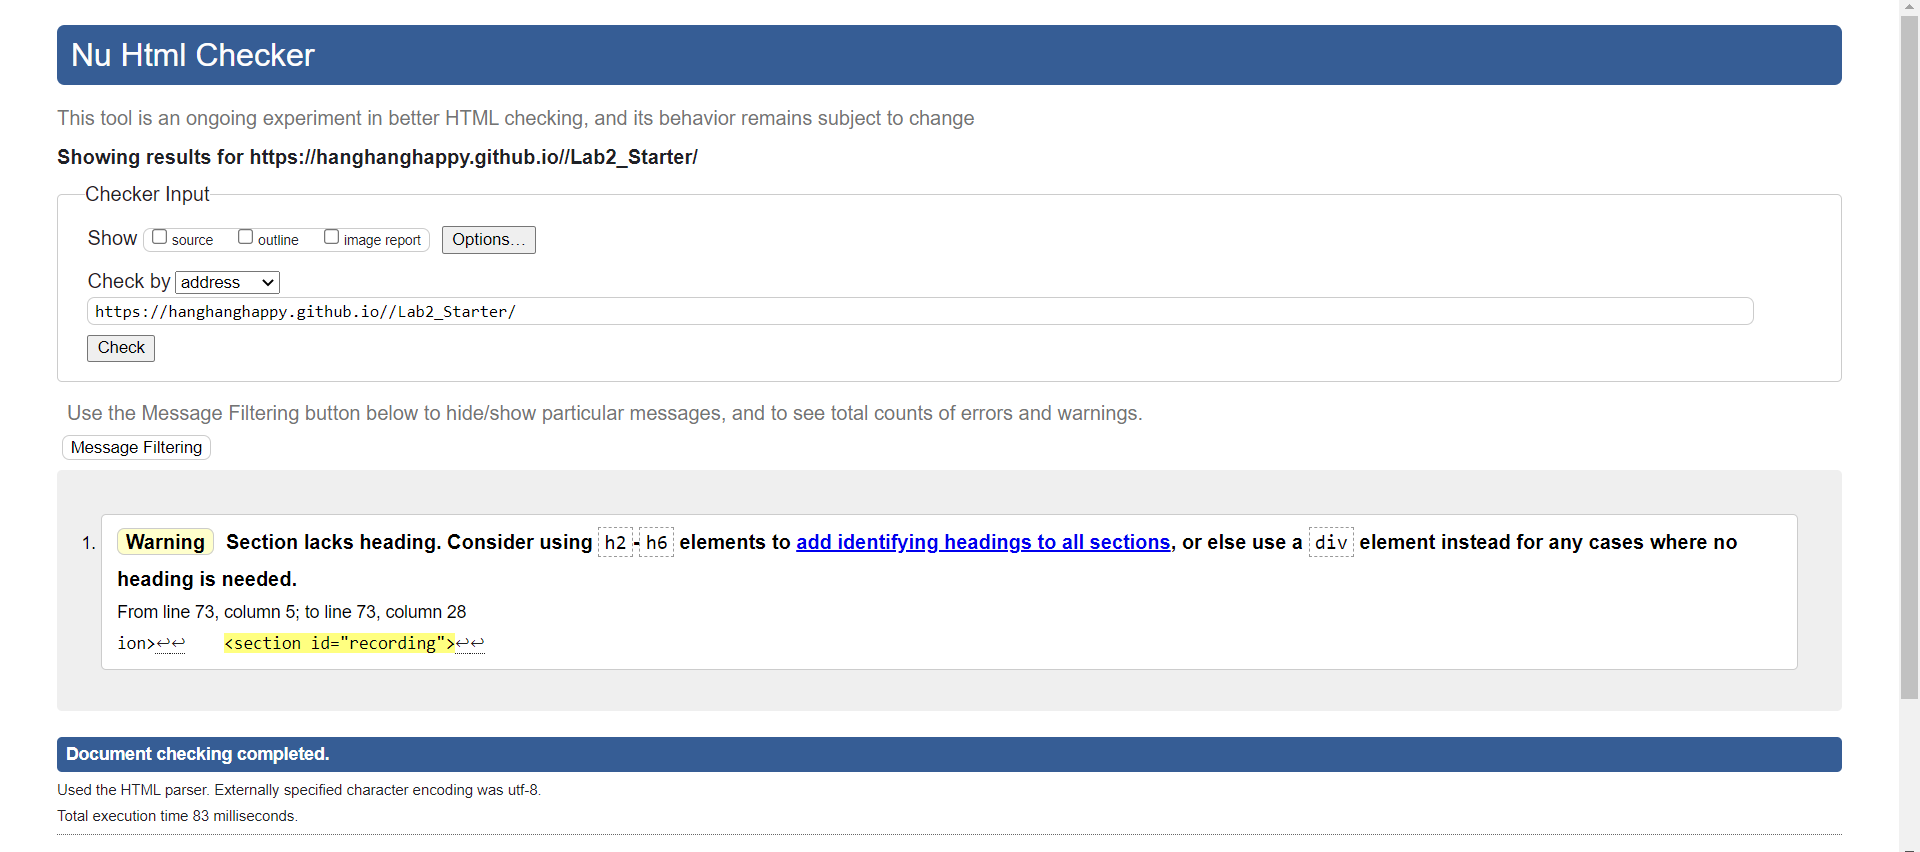 Nu Html Checker
This tool is an ongoing experiment in better HTML checking, and its behavior remains subject to change
Showing results for https://hanghanghappy.github.io//Lab2_Starter/
Checker Input
Show source outline image report Options...
Check by address
https://hanghanghappy.github.io//Lab2_Starter/
Check
Use the Message Filtering button below to hide/show particular messages, and to see total counts of errors and warnings.
Message Filtering
1. Warning Section lacks heading. Consider using h2-h6 elements to add identifying headings to all sections, or else use a div element instead for any cases where no
heading is needed.
From line 73, column 5; to line 73, column 28
ion>↩↩ <section id="recording">↩↩
Document checking completed.
Used the HTML parser. Externally specified character encoding was utf-8.
Total execution time 83 milliseconds.